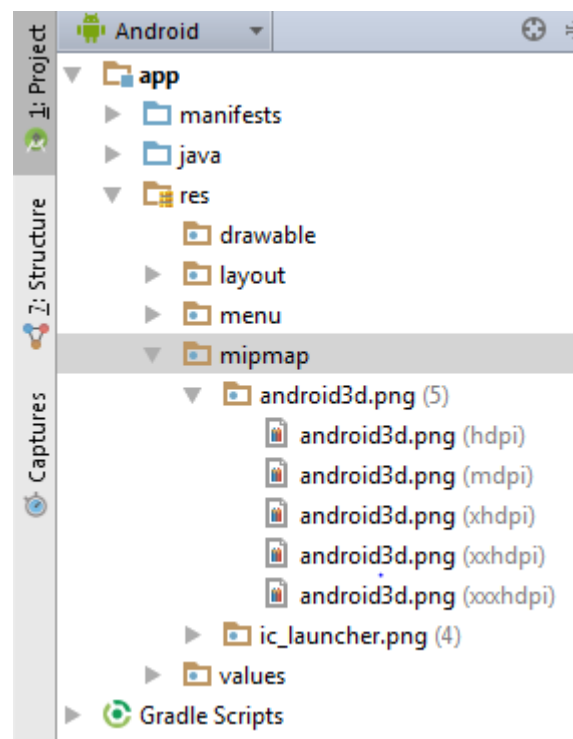 Android
app
manifests
java
res
drawable
layout
menu
mipmap
android3d.png (5)
android3d.png (hdpi)
android3d.png (mdpi)
android3d.png (xhdpi)
android3d.png (xxhdpi)
android3d.png (xxxhdpi)
ic_launcher.png (4)
values
Gradle Scripts
1: Project
7: Structure
Captures